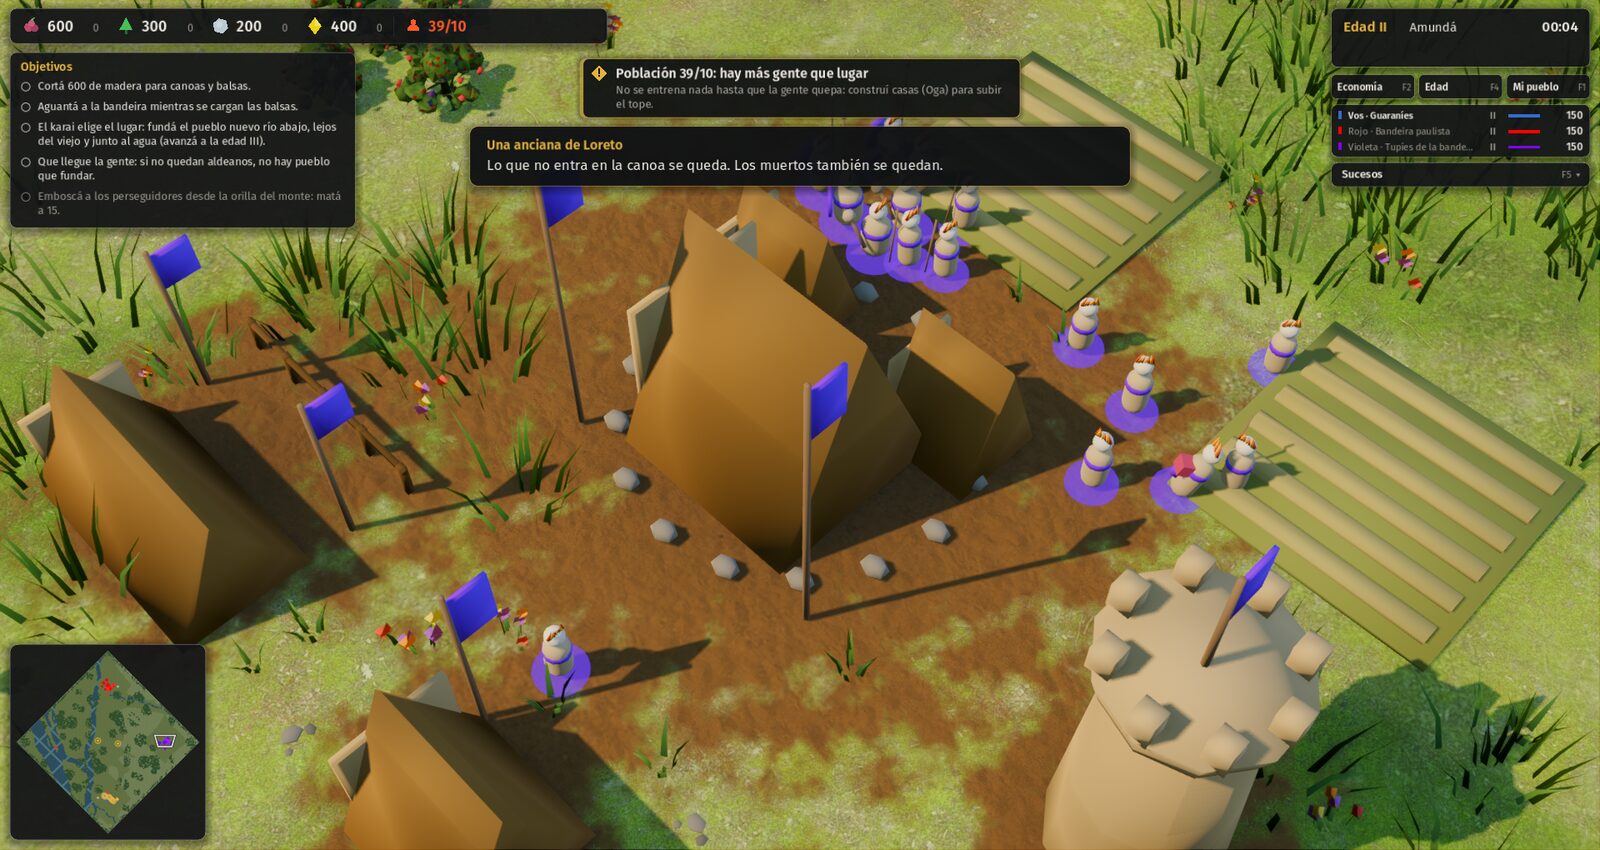 600 0 300 0 200 0 400 0 39/10
Objetivos
Cortá 600 de madera para canoas y balsas.
Aguantá a la bandeira mientras se cargan las balsas.
El karai elige el lugar: fundá el pueblo nuevo río abajo, lejos
del viejo y junto al agua (avanzá a la edad III).
Que llegue la gente: si no quedan aldeanos, no hay pueblo
que fundar.
Emboscá a los perseguidores desde la orilla del monte: matá
a 15.
Población 39/10: hay más gente que lugar
No se entrena nada hasta que la gente quepa: construí casas (Oga) para subir
el tope.
Una anciana de Loreto
Lo que no entra en la canoa se queda. Los muertos también se quedan.
Edad II Amundá 00:04
Economía F2 Edad F4 Mi pueblo F1
Vos · Guaraníes II 150
Rojo · Bandeira paulista II 150
Violeta · Tupíes de la bande... II 150
Sucesos F5